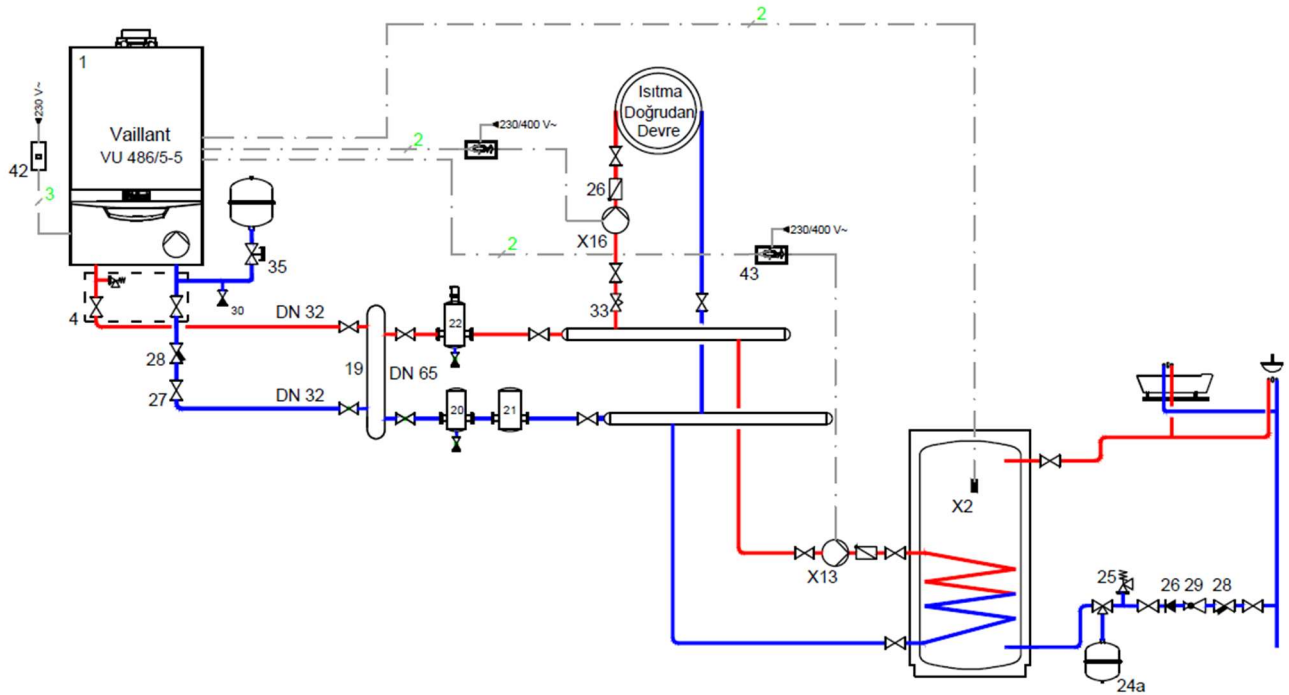 2
1
230 V~
Vaillant
VU 486/5-5
42
3
2
230/400 V~
Isıtma
Doğrudan
Devre
26
X16
2
230/400 V~
43
35
30
4
DN 32
33
22
28
19
DN 65
27
DN 32
20
21
X2
X13
25
26
29
28
24a